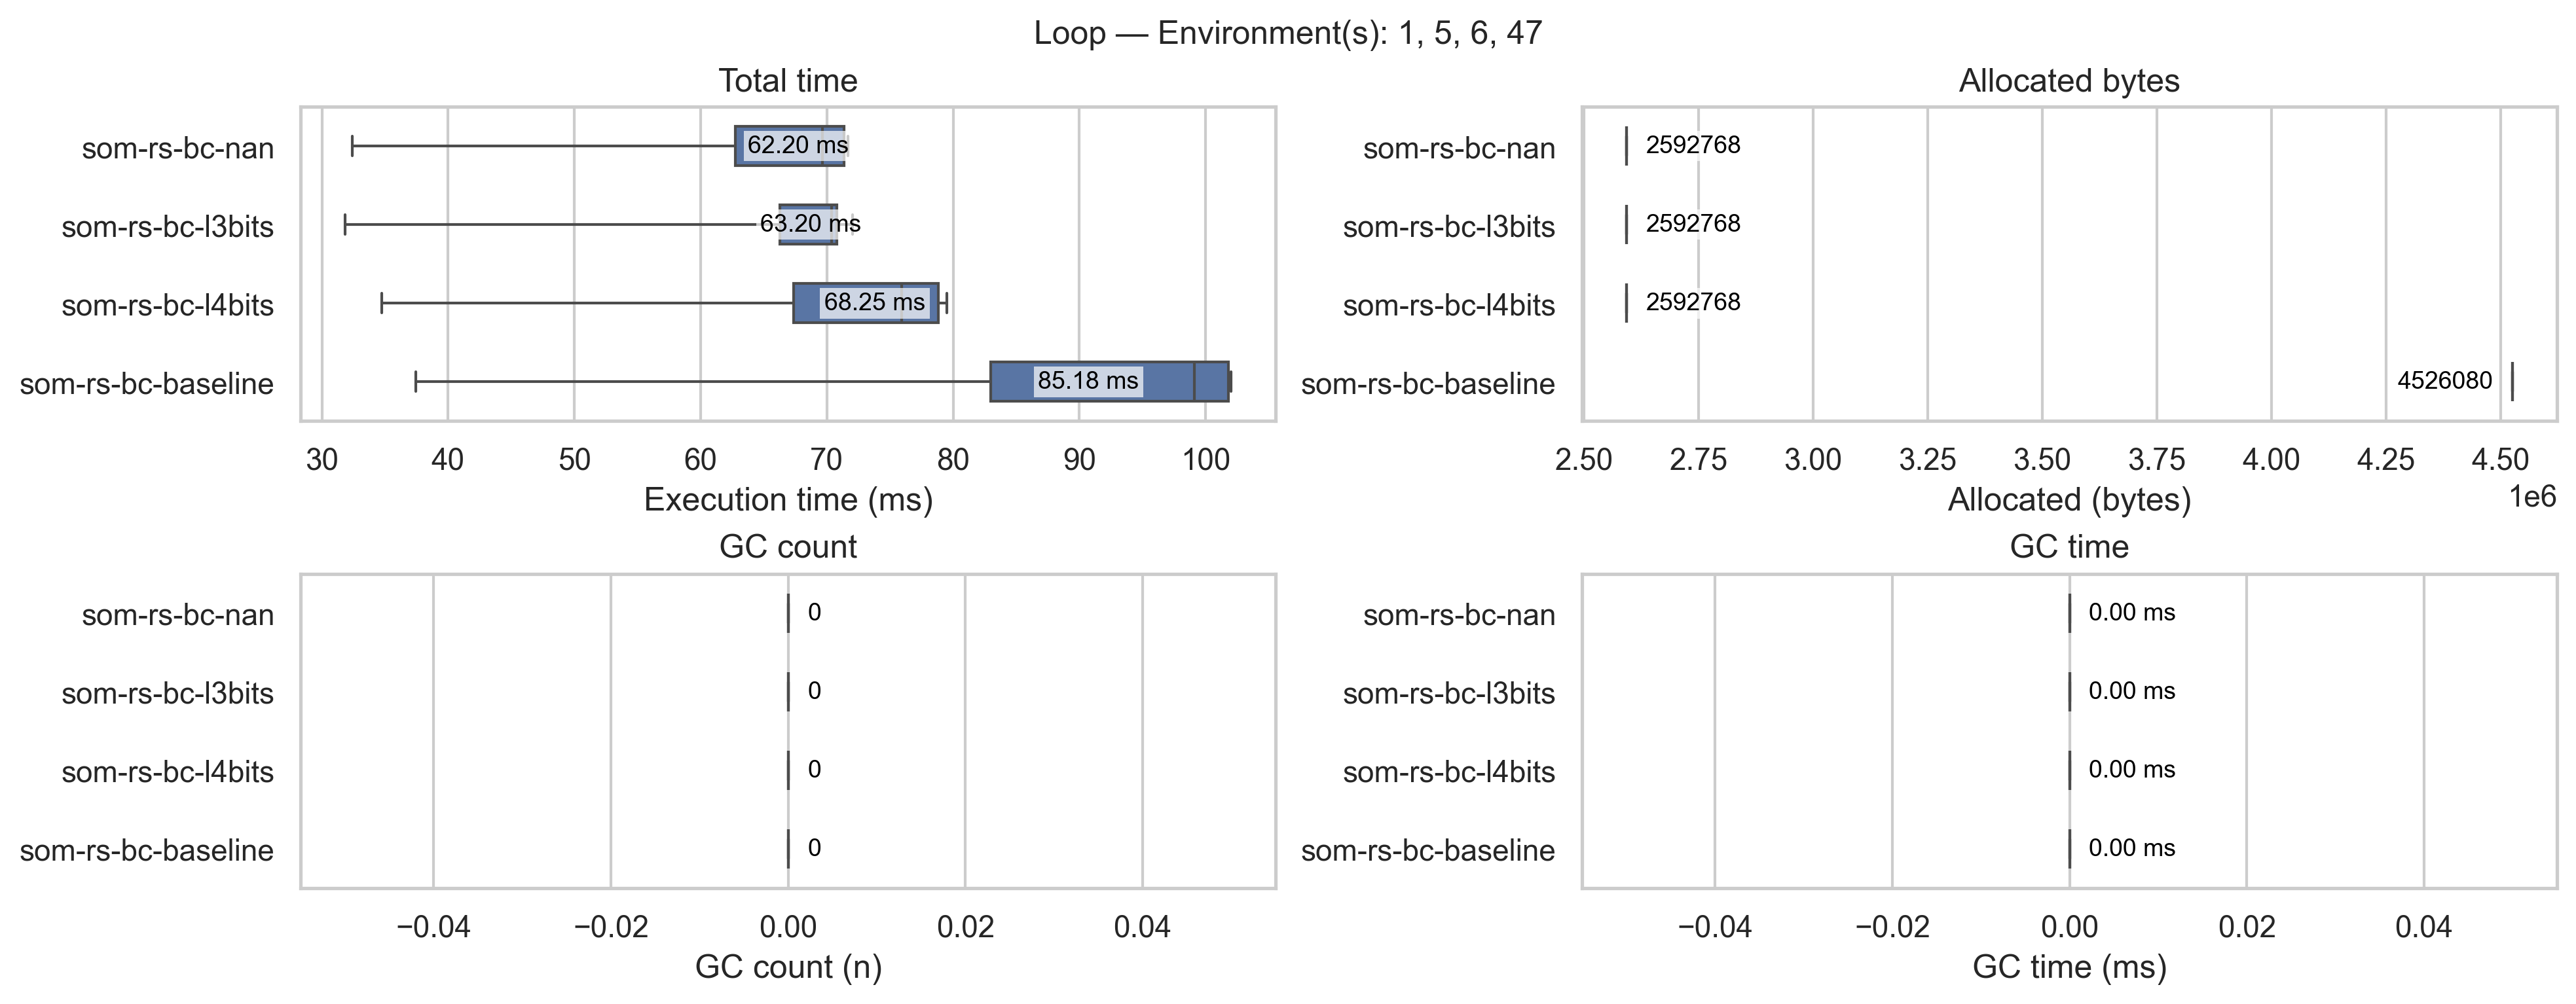 Loop — Environment(s): 1, 5, 6, 47
Total time
som-rs-bc-nan
62.20 ms
som-rs-bc-l3bits
63.20 ms
som-rs-bc-l4bits
68.25 ms
som-rs-bc-baseline
85.18 ms
30 40 50 60 70 80 90 100
Execution time (ms)
Allocated bytes
som-rs-bc-nan
2592768
som-rs-bc-l3bits
2592768
som-rs-bc-l4bits
2592768
som-rs-bc-baseline
4526080
2.50 2.75 3.00 3.25 3.50 3.75 4.00 4.25 4.50
1e6
Allocated (bytes)
GC count
som-rs-bc-nan
0
som-rs-bc-l3bits
0
som-rs-bc-l4bits
0
som-rs-bc-baseline
0
−0.04 −0.02 0.00 0.02 0.04
GC count (n)
GC time
som-rs-bc-nan
0.00 ms
som-rs-bc-l3bits
0.00 ms
som-rs-bc-l4bits
0.00 ms
som-rs-bc-baseline
0.00 ms
−0.04 −0.02 0.00 0.02 0.04
GC time (ms)